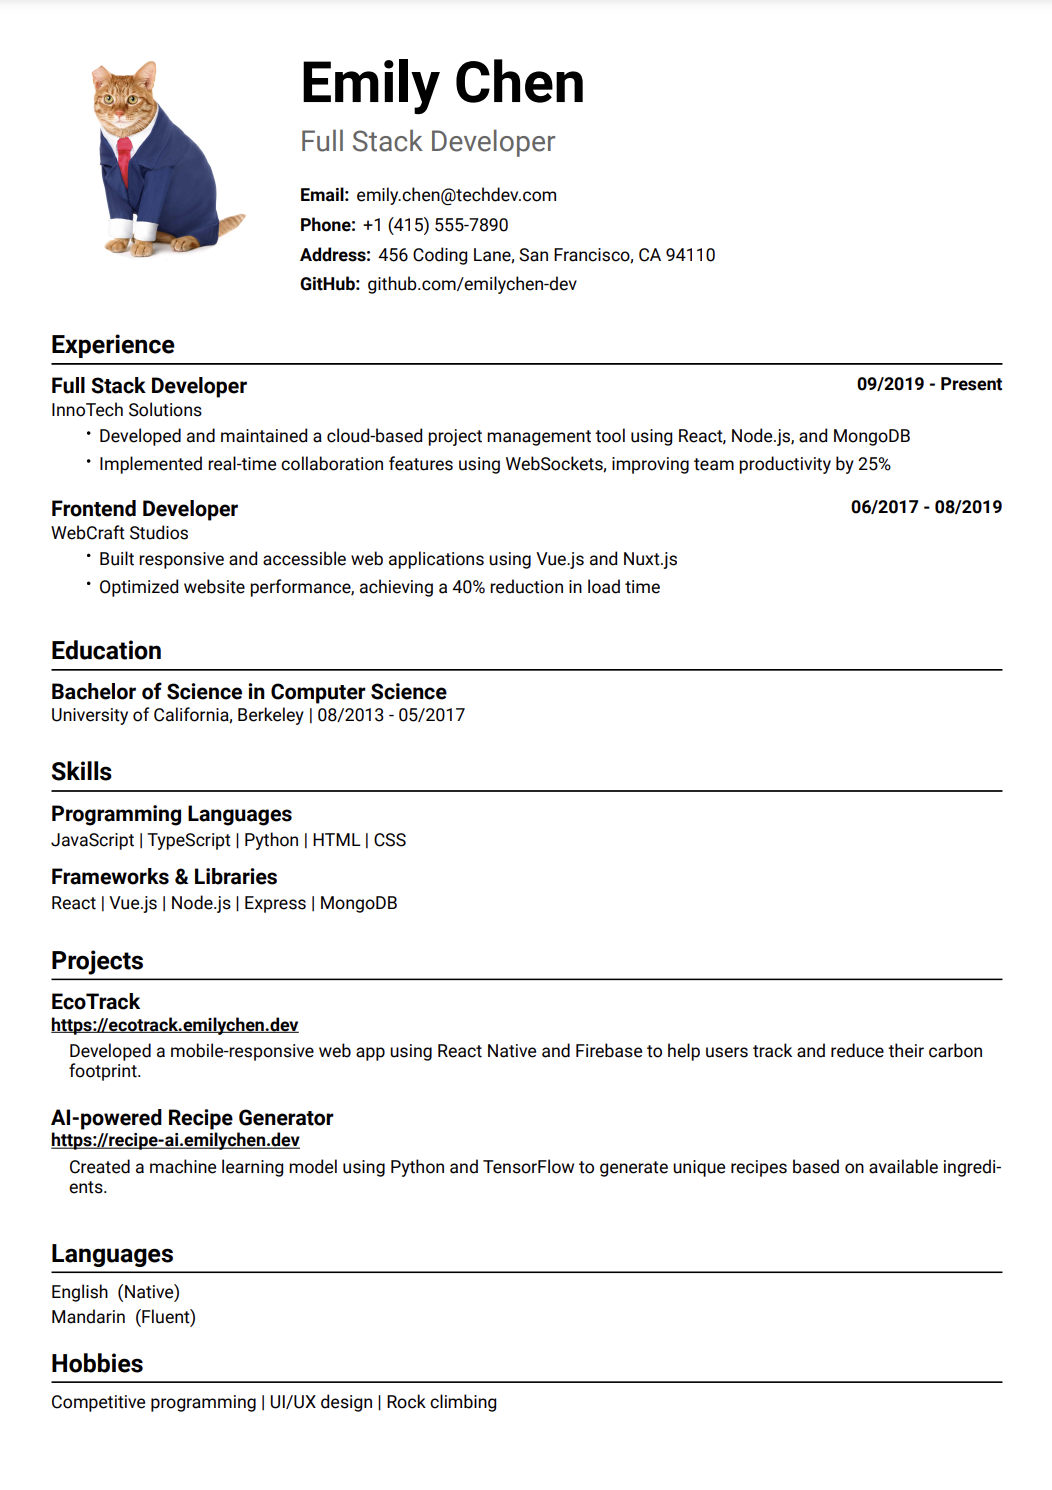 Emily Chen
Full Stack Developer
Email: emily.chen@techdev.com
Phone: +1 (415) 555-7890
Address: 456 Coding Lane, San Francisco, CA 94110
GitHub: github.com/emilychen-dev
Experience
Full Stack Developer 09/2019 - Present
InnoTech Solutions
• Developed and maintained a cloud-based project management tool using React, Node.js, and MongoDB
• Implemented real-time collaboration features using WebSockets, improving team productivity by 25%
Frontend Developer 06/2017 - 08/2019
WebCraft Studios
• Built responsive and accessible web applications using Vue.js and Nuxt.js
• Optimized website performance, achieving a 40% reduction in load time
Education
Bachelor of Science in Computer Science
University of California, Berkeley | 08/2013 - 05/2017
Skills
Programming Languages
JavaScript | TypeScript | Python | HTML | CSS
Frameworks & Libraries
React | Vue.js | Node.js | Express | MongoDB
Projects
EcoTrack
https://ecotrack.emilychen.dev
Developed a mobile-responsive web app using React Native and Firebase to help users track and reduce their carbon
footprint.
AI-powered Recipe Generator
https://recipe-ai.emilychen.dev
Created a machine learning model using Python and TensorFlow to generate unique recipes based on available ingredi-
ents.
Languages
English (Native)
Mandarin (Fluent)
Hobbies
Competitive programming | UI/UX design | Rock climbing